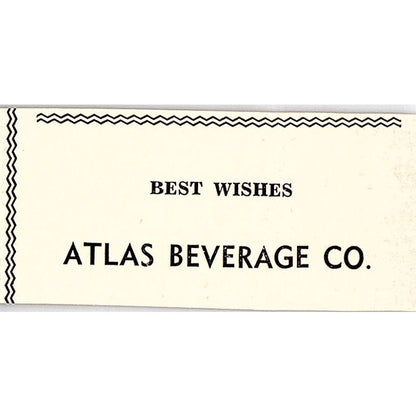 BEST WISHES
ATLAS BEVERAGE CO.